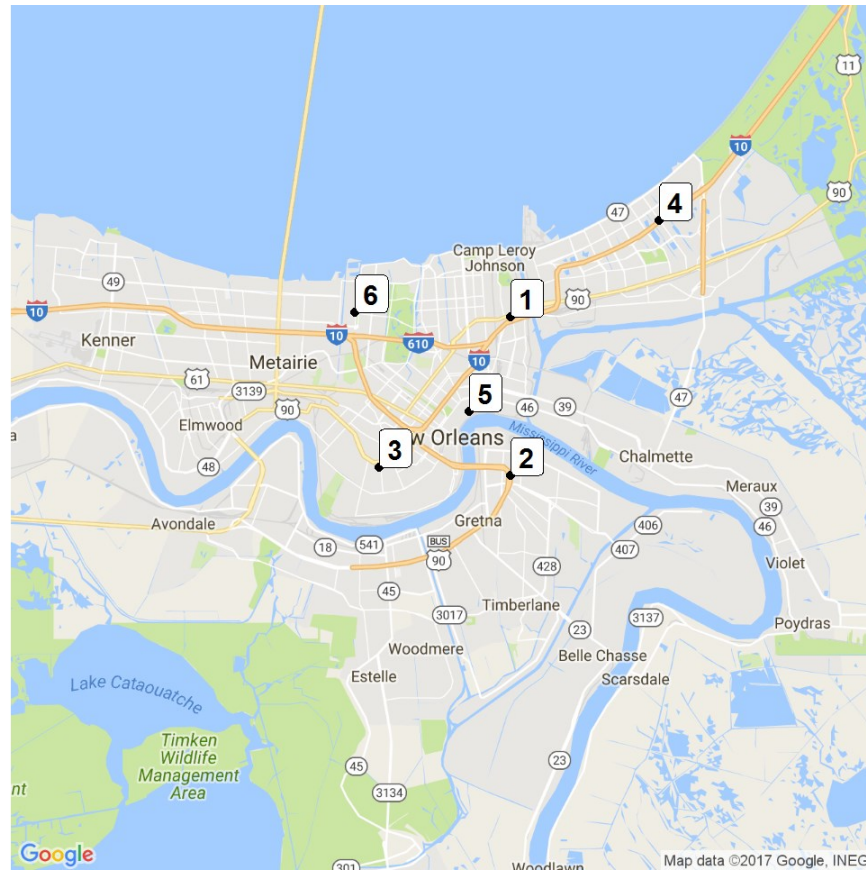 11
10
90
47
4
Camp Leroy
Johnson
49
6
1
90
10
10
610
Kenner
Metairie
10
61
3139
90
5
46
39
47
Elmwood
3
w Orleans
Mississippi River
2
Chalmette
48
Meraux
39
46
Avondale
Gretna
406
18
541
BUS
90
407
428
Violet
45
3017
Timberlane
23
3137
Poydras
Woodmere
Belle Chasse
Estelle
Scarsdale
Lake Cataouatche
Timken
Wildlife
Management
Area
45
23
3134
nt
Google
301
Woodlawn
Map data ©2017 Google, INEG